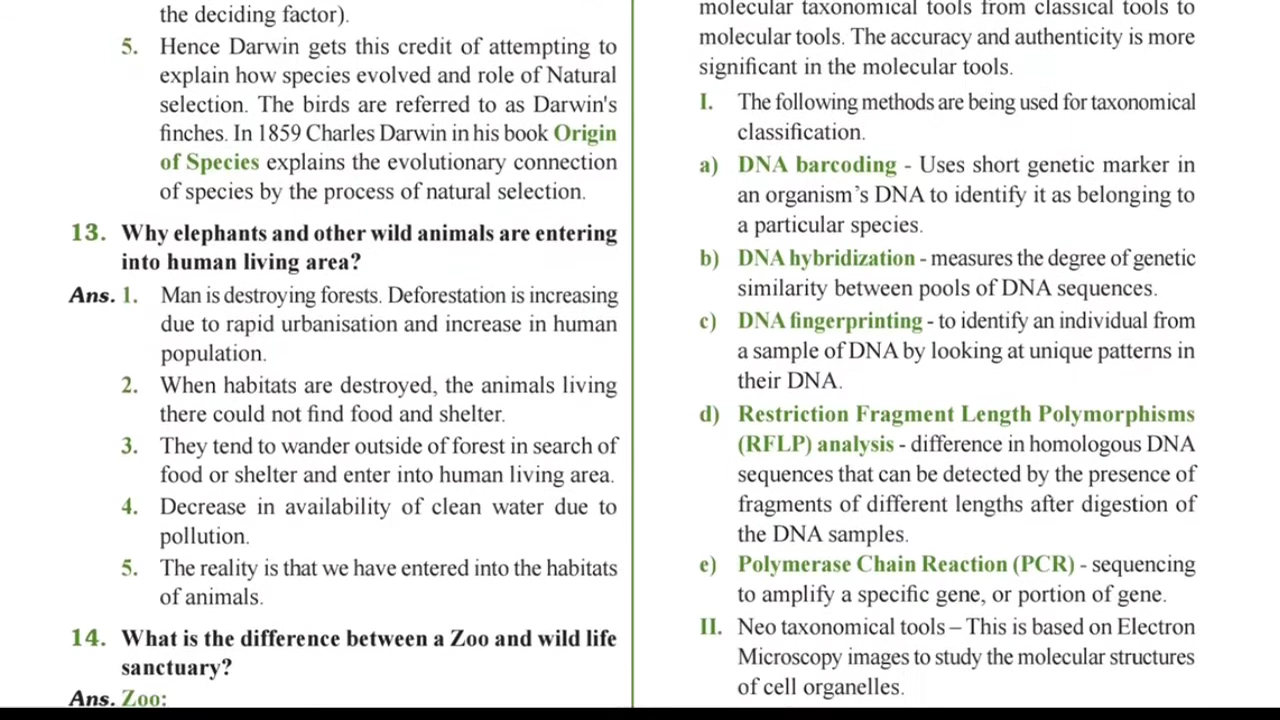 the deciding factor).
5. Hence Darwin gets this credit of attempting to
explain how species evolved and role of Natural
selection. The birds are referred to as Darwin's
finches. In 1859 Charles Darwin in his book Origin
of Species explains the evolutionary connection
of species by the process of natural selection.
13. Why elephants and other wild animals are entering
into human living area?
Ans. 1. Man is destroying forests. Deforestation is increasing
due to rapid urbanisation and increase in human
population.
2. When habitats are destroyed, the animals living
there could not find food and shelter.
3. They tend to wander outside of forest in search of
food or shelter and enter into human living area.
4. Decrease in availability of clean water due to
pollution.
5. The reality is that we have entered into the habitats
of animals.
14. What is the difference between a Zoo and wild life
sanctuary?
Ans. Zoo:
molecular taxonomical tools from classical tools to
molecular tools. The accuracy and authenticity is more
significant in the molecular tools.
I. The following methods are being used for taxonomical
classification.
a) DNA barcoding - Uses short genetic marker in
an organism’s DNA to identify it as belonging to
a particular species.
b) DNA hybridization - measures the degree of genetic
similarity between pools of DNA sequences.
c) DNA fingerprinting - to identify an individual from
a sample of DNA by looking at unique patterns in
their DNA.
d) Restriction Fragment Length Polymorphisms
(RFLP) analysis - difference in homologous DNA
sequences that can be detected by the presence of
fragments of different lengths after digestion of
the DNA samples.
e) Polymerase Chain Reaction (PCR) - sequencing
to amplify a specific gene, or portion of gene.
II. Neo taxonomical tools – This is based on Electron
Microscopy images to study the molecular structures
of cell organelles.